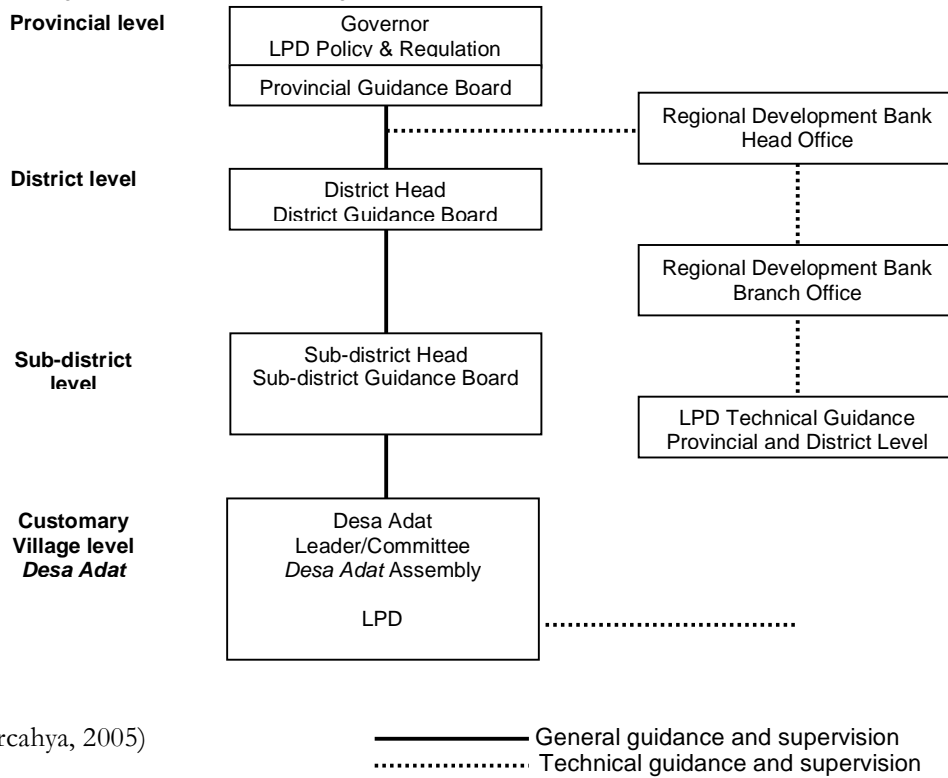 Provincial level
Governor
LPD Policy & Regulation
Provincial Guidance Board
Regional Development Bank
Head Office
District level
District Head
District Guidance Board
Regional Development Bank
Branch Office
Sub-district
level
Sub-district Head
Sub-district Guidance Board
LPD Technical Guidance
Provincial and District Level
Customary
Village level
Desa Adat
Desa Adat
Leader/Committee
Desa Adat Assembly
LPD
rcahya, 2005)
General guidance and supervision
Technical guidance and supervision